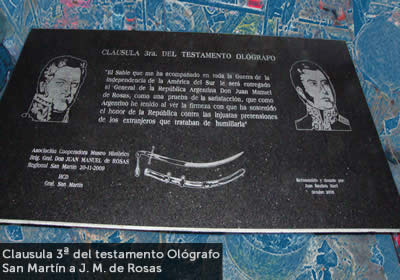 CLAUSULA 3ra. DEL TESTAMENTO OLÓGRAFO
"El Sable que me ha acompañado en toda la Guerra de la
Independencia de la América del Sur le será entregado
al General de la República Argentina Don Juan Manuel
de Rosas, como una prueba de la satisfacción, que como
Argentino he tenido al ver la firmeza con que ha sostenido
el honor de la República contra las injustas pretensiones
de los extranjeros que trataban de humillarla"
Asociación Cooperadora Museo Histórico
Brig. Gral. Don JUAN MANUEL de ROSAS
Regional San Martín 20-11-2009
HCD
Gral. San Martín
Juan Bautista
Clausula 3ª del testamento Ológrafo
San Martín a J. M. de Rosas